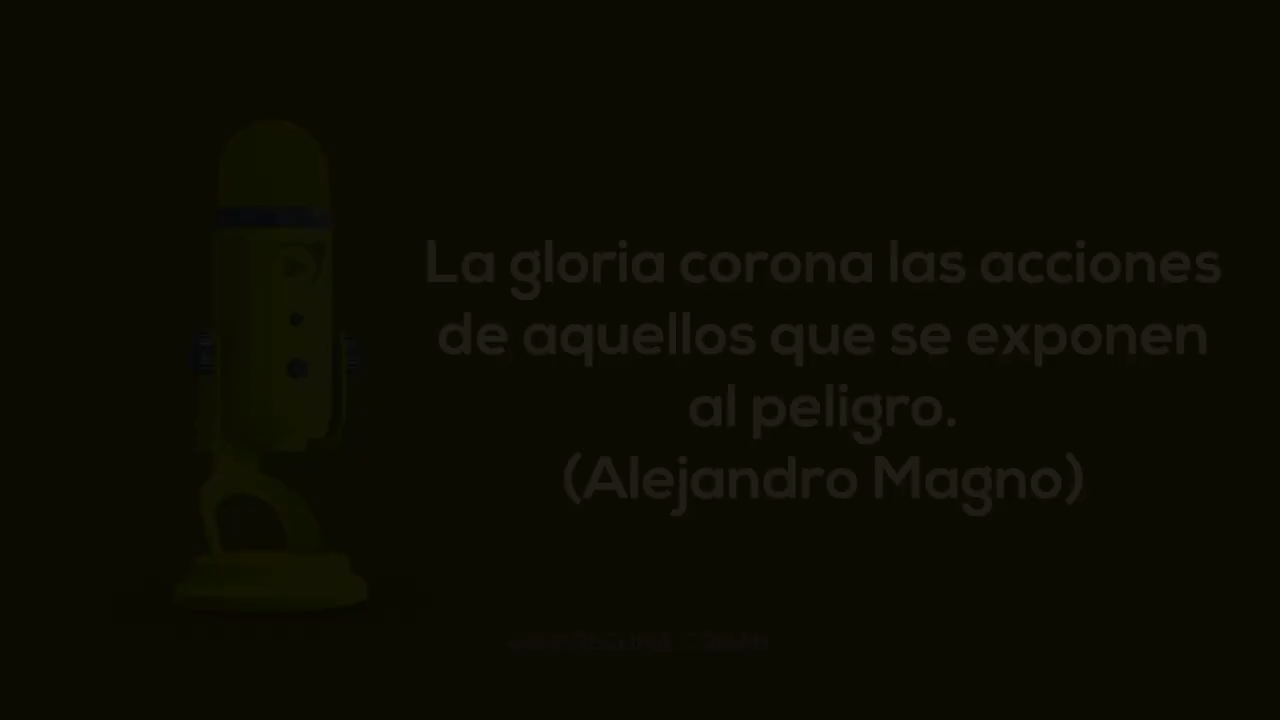 La gloria corona las acciones
de aquellos que se exponen
al peligro.
(Alejandro Magno)